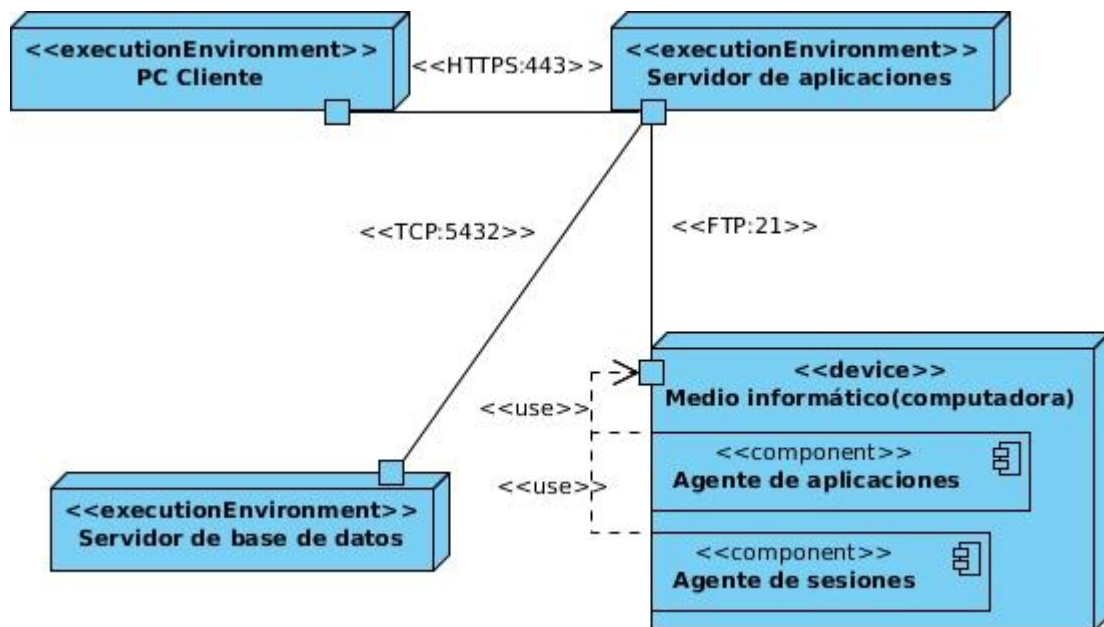 <<executionEnvironment>>
PC Cliente
<<HTTPS:443>>
<<executionEnvironment>>
Servidor de aplicaciones
<<TCP:5432>>
<<FTP:21>>
<<device>>
Medio informático(computadora)
<<use>>
<<component>>
Agente de aplicaciones
<<use>>
<<executionEnvironment>>
Servidor de base de datos
<<component>>
Agente de sesiones